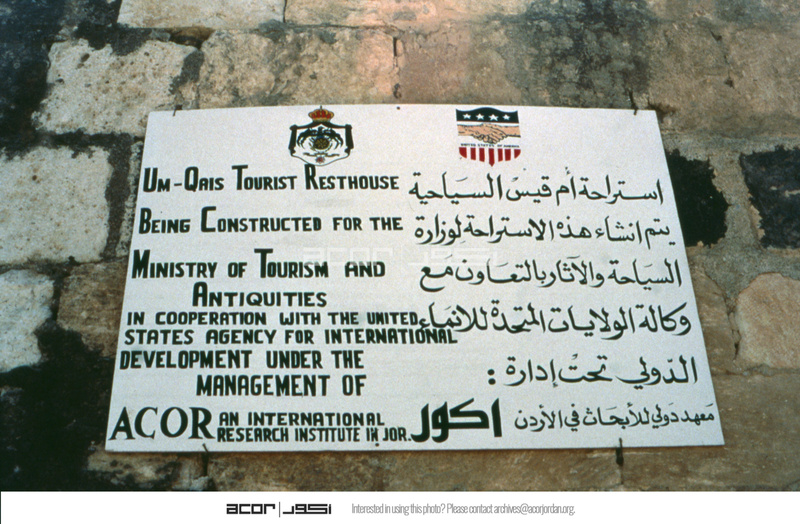 UNITED STATES OF AMERICA
UM-QAIS TOURIST RESTHOUSE
BEING CONSTRUCTED FOR THE
MINISTRY OF TOURISM AND
ANTIQUITIES
IN COOPERATION WITH THE UNITED
STATES AGENCY FOR INTERNATIONAL
DEVELOPMENT UNDER THE
MANAGEMENT OF
ACOR AN INTERNATIONAL
RESEARCH INSTITUTE IN JOR.
استراحة أم قيس السياحية
يتم انشاء هذه الاستراحة لوزارة
السياحة والآثار بالتعاون مع
وكالة الولايات المتحدة للانماء
الدولي تحت إدارة :
اكور معهد دولي للأبحاث في الأردن
acor اكور
acor | اكور Interested in using this photo? Please contact archives@acorjordan.org.